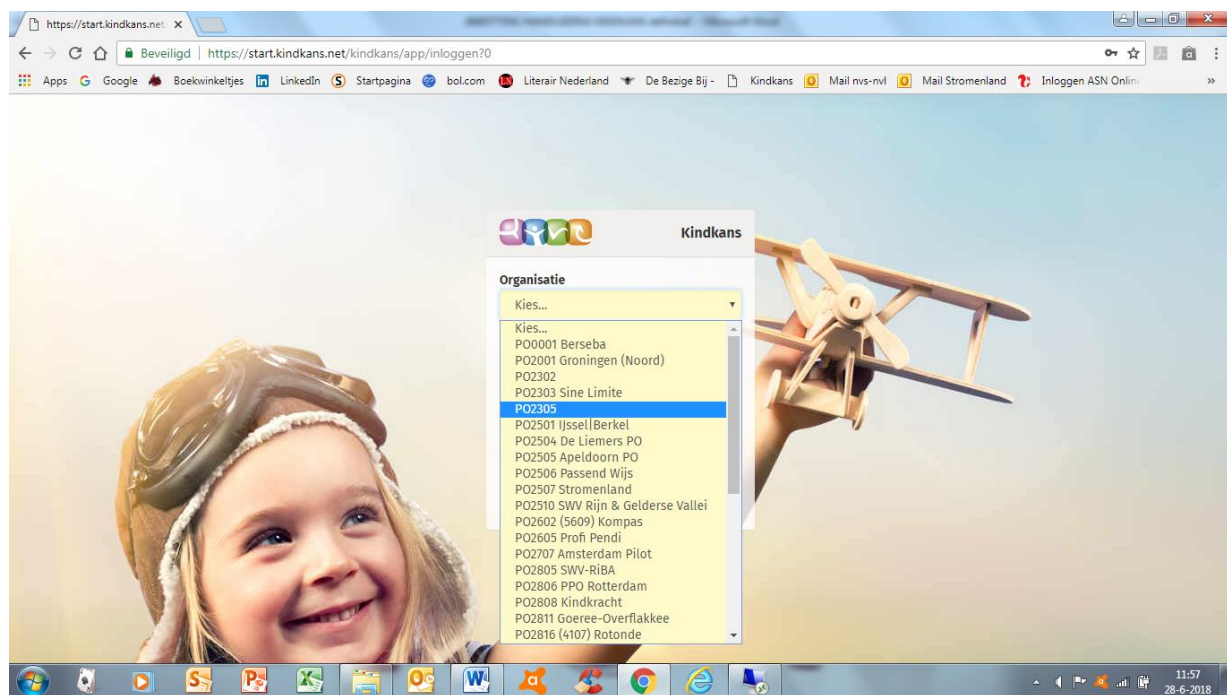 https://start.kindkans.net
Beveiligd | https://start.kindkans.net/kindkans/app/inloggen?0
Apps Google Boekwinkeltjes LinkedIn Startpagina bol.com Literair Nederland De Bezige Bij - Kindkans Mail nvs-nvl Mail Stromenland Inloggen ASN Online »
Kindkans
Organisatie
Kies...
Kies...
PO0001 Berseba
PO2001 Groningen (Noord)
PO2302
PO2303 Sine Limite
PO2305
PO2501 IJssel|Berkel
PO2504 De Liemers PO
PO2505 Apeldoorn PO
PO2506 Passend Wijs
PO2507 Stromenland
PO2510 SWV Rijn & Gelderse Vallei
PO2602 (5609) Kompas
PO2605 Profi Pendi
PO2707 Amsterdam Pilot
PO2805 SWV-RiBA
PO2806 PPO Rotterdam
PO2808 Kindkracht
PO2811 Goeree-Overflakkee
PO2816 (4107) Rotonde
11:57
28-6-2018